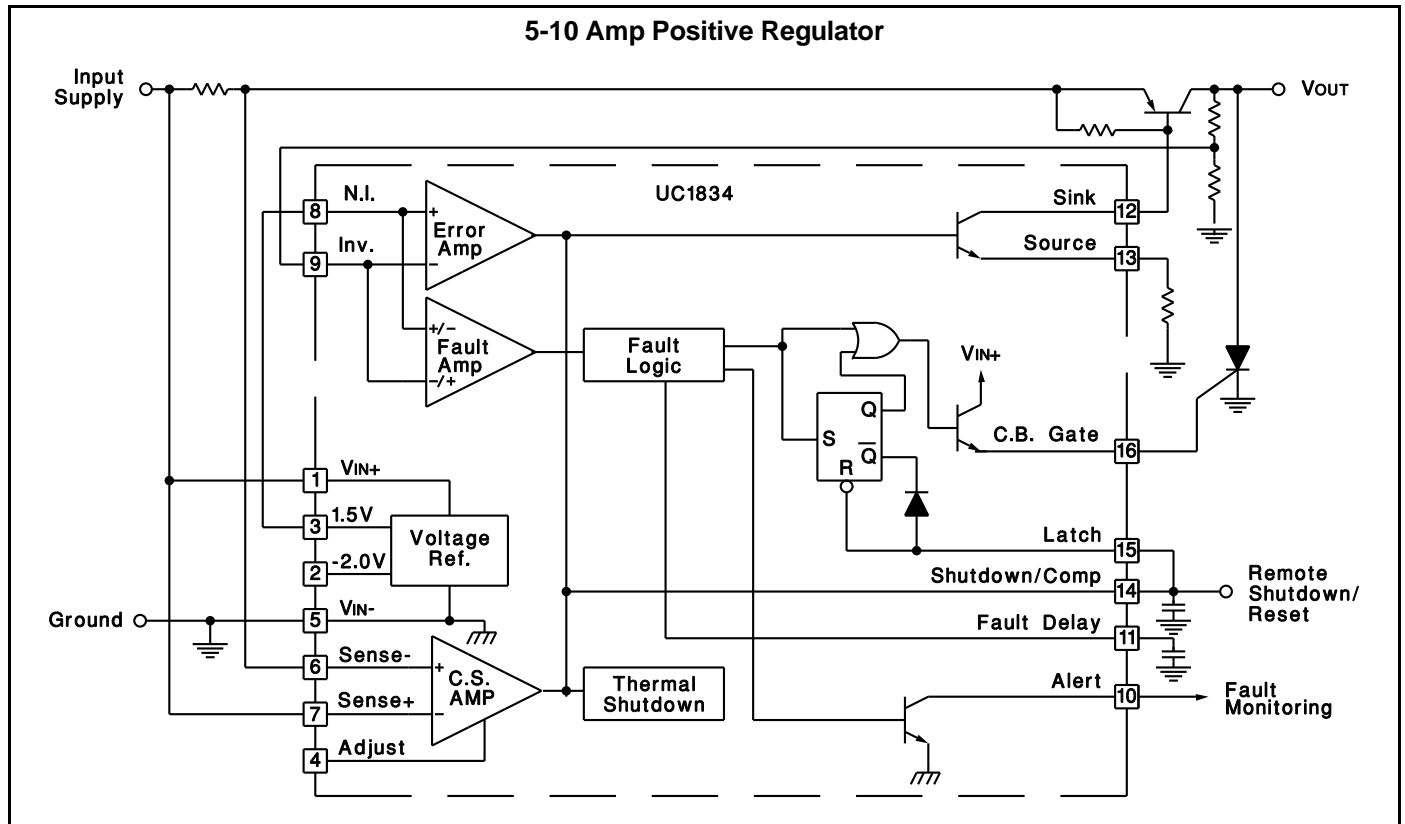 5-10 Amp Positive Regulator
Input
Supply
VOUT
UC1834
8
N.I.
+
Error
Amp
Sink
12
9
Inv.
−
Source
13
+/−
Fault
Amp
−/+
Fault
Logic
VIN+
S
Q
Q̅
R
C.B. Gate
16
1
VIN+
3
1.5V
2
-2.0V
Voltage
Ref.
Latch
15
Shutdown/Comp
14
Remote
Shutdown/
Reset
Ground
5
VIN-
Fault Delay
11
6
Sense-
+
C.S.
AMP
7
Sense+
−
4
Adjust
Thermal
Shutdown
Alert
10
Fault
Monitoring